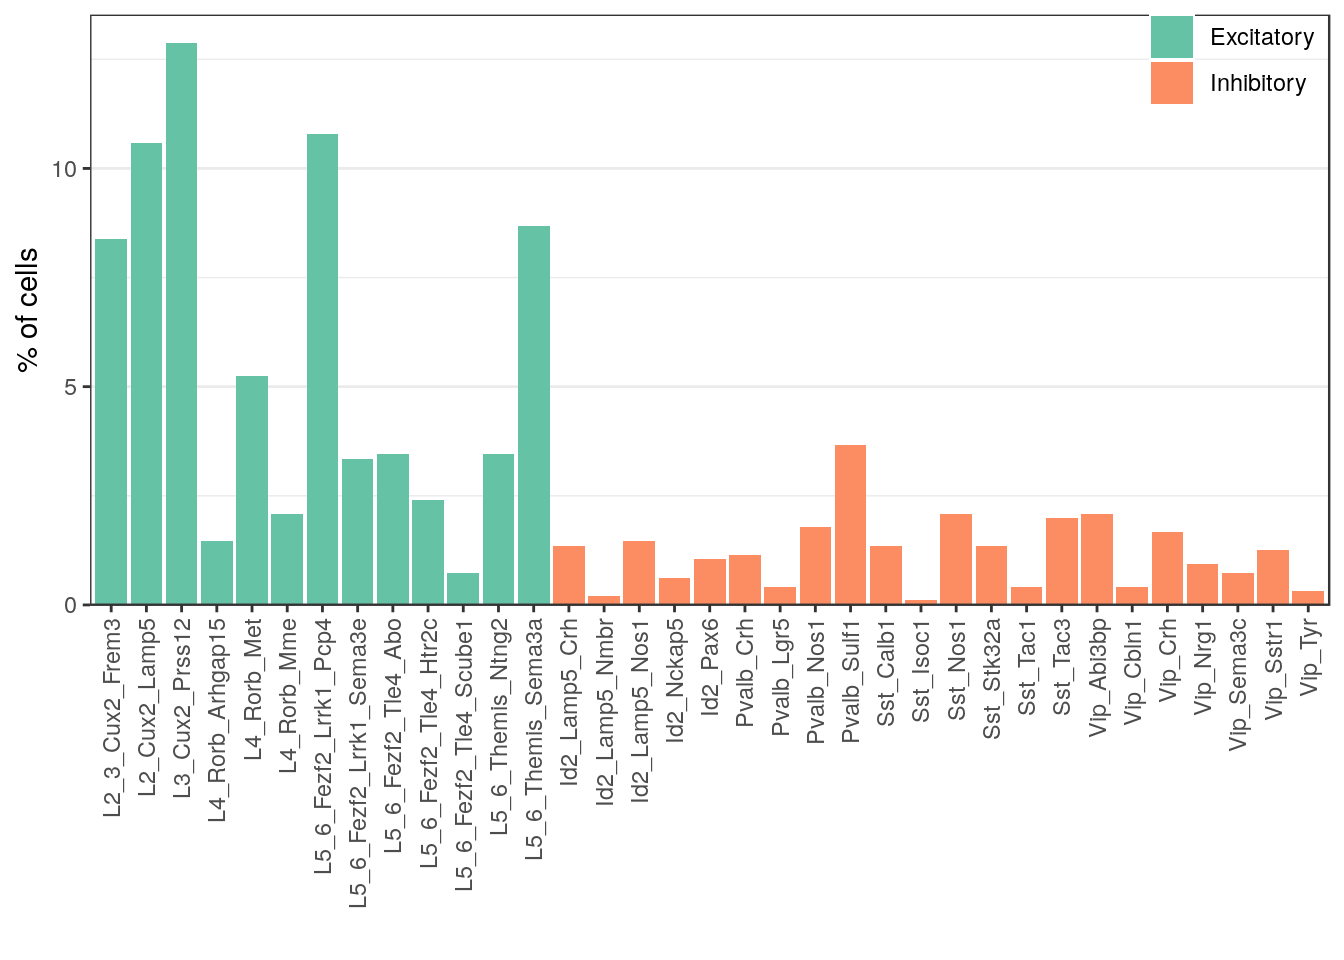 Excitatory
Inhibitory
% of cells
10
5
0
L2_3_Cux2_Frem3
L2_Cux2_Lamp5
L3_Cux2_Prss12
L4_Rorb_Arhgap15
L4_Rorb_Met
L4_Rorb_Mme
L5_6_Fezf2_Lrrk1_Pcp4
L5_6_Fezf2_Lrrk1_Sema3e
L5_6_Fezf2_Tle4_Abo
L5_6_Fezf2_Tle4_Htr2c
L5_6_Fezf2_Tle4_Scube1
L5_6_Themis_Ntng2
L5_6_Themis_Sema3a
Id2_Lamp5_Crh
Id2_Lamp5_Nmbr
Id2_Lamp5_Nos1
Id2_Nckap5
Id2_Pax6
Pvalb_Crh
Pvalb_Lgr5
Pvalb_Nos1
Pvalb_Sulf1
Sst_Calb1
Sst_Isoc1
Sst_Nos1
Sst_Stk32a
Sst_Tac1
Sst_Tac3
Vip_Abi3bp
Vip_Cbln1
Vip_Crh
Vip_Nrg1
Vip_Sema3c
Vip_Sstr1
Vip_Tyr